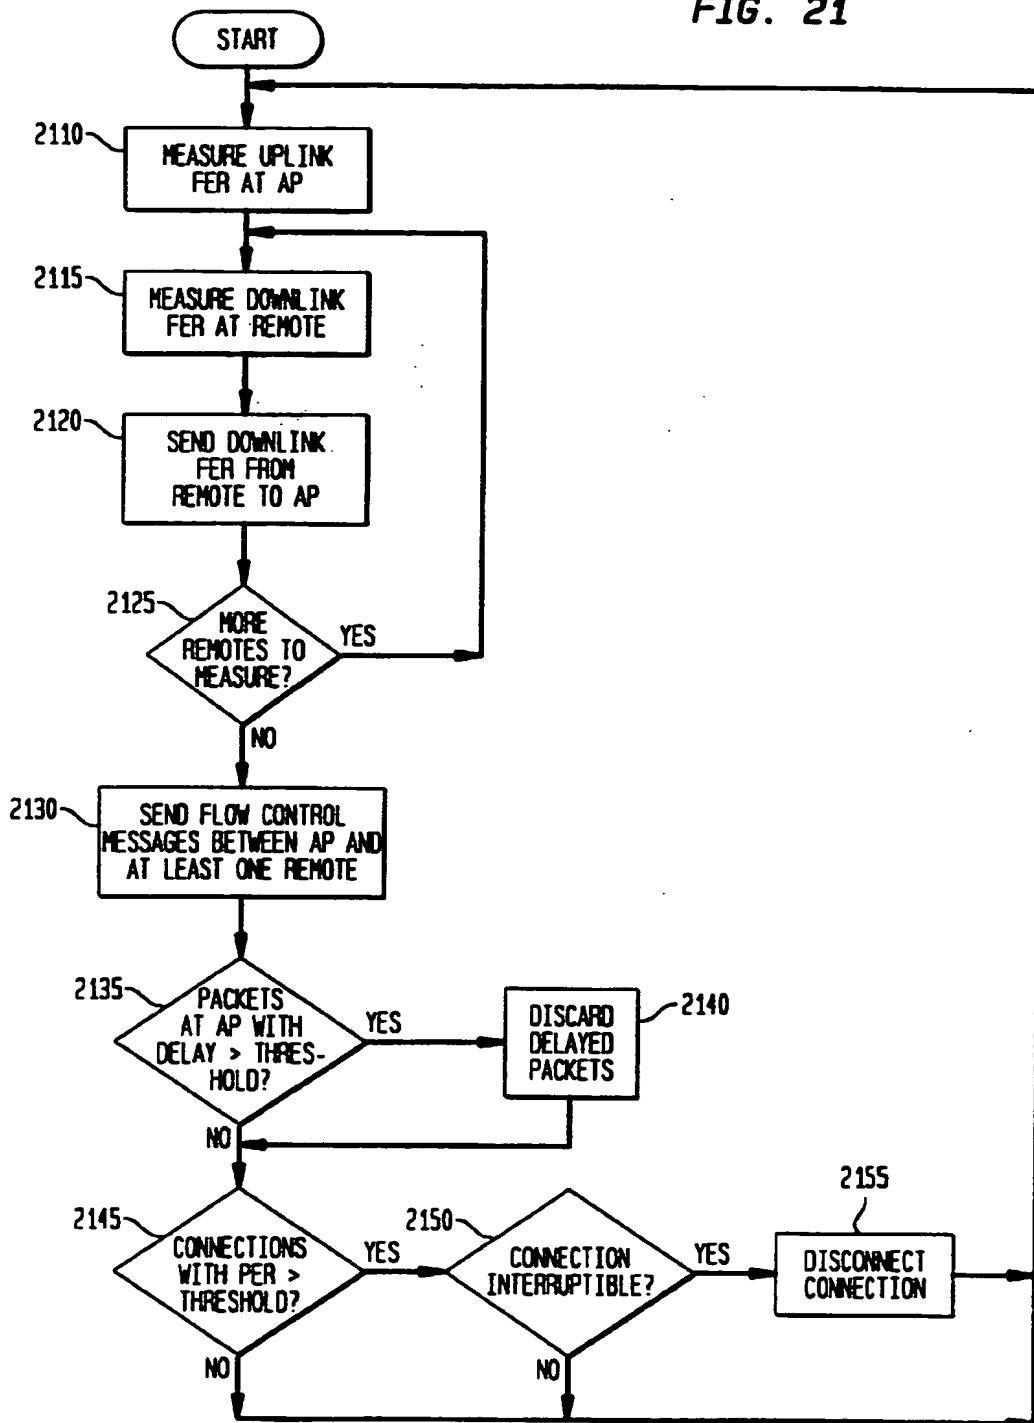 FIG. 21
START
2110
MEASURE UPLINK
FER AT AP
2115
MEASURE DOWNLINK
FER AT REMOTE
2120
SEND DOWNLINK
FER FROM
REMOTE TO AP
2125
MORE
REMOTES TO
MEASURE?
YES
NO
2130
SEND FLOW CONTROL
MESSAGES BETWEEN AP AND
AT LEAST ONE REMOTE
2135
PACKETS
AT AP WITH
DELAY > THRES-
HOLD?
YES
2140
DISCARD
DELAYED
PACKETS
NO
2145
CONNECTIONS
WITH PER >
THRESHOLD?
YES
2150
CONNECTION
INTERRUPTIBLE?
YES
2155
DISCONNECT
CONNECTION
NO
NO